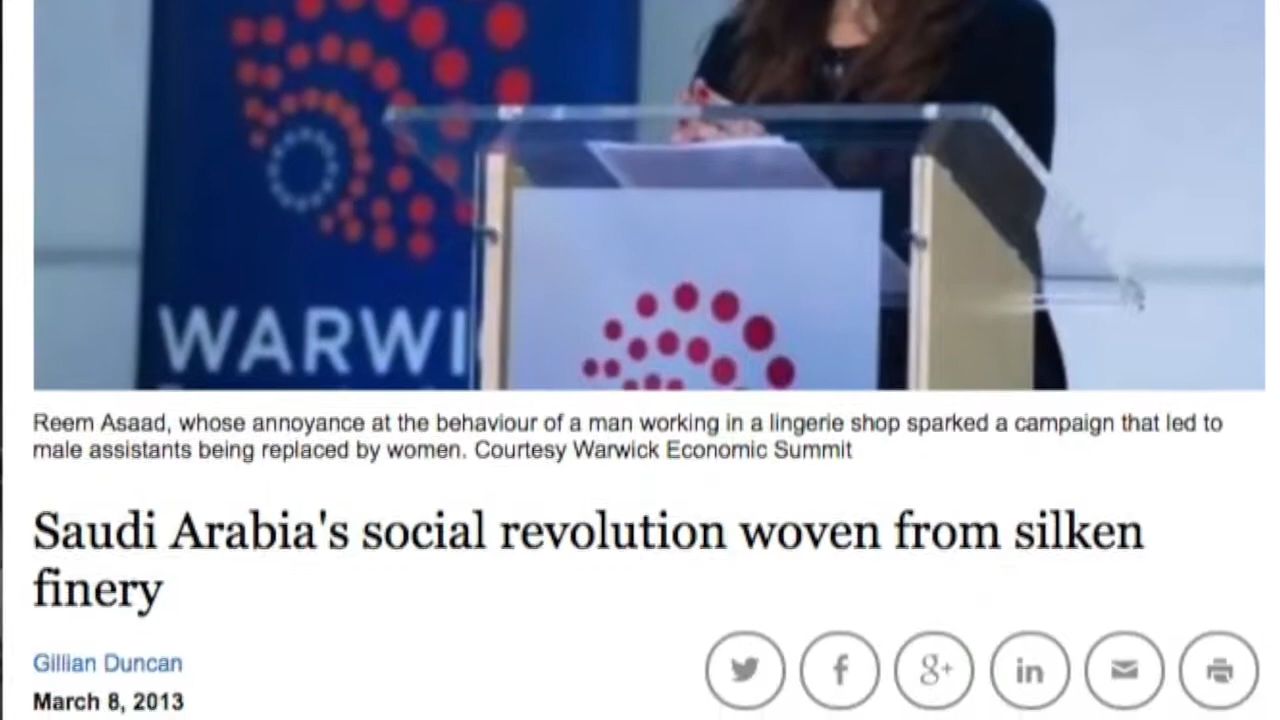 WARWI
Reem Asaad, whose annoyance at the behaviour of a man working in a lingerie shop sparked a campaign that led to
male assistants being replaced by women. Courtesy Warwick Economic Summit
Saudi Arabia's social revolution woven from silken
finery
Gillian Duncan
March 8, 2013